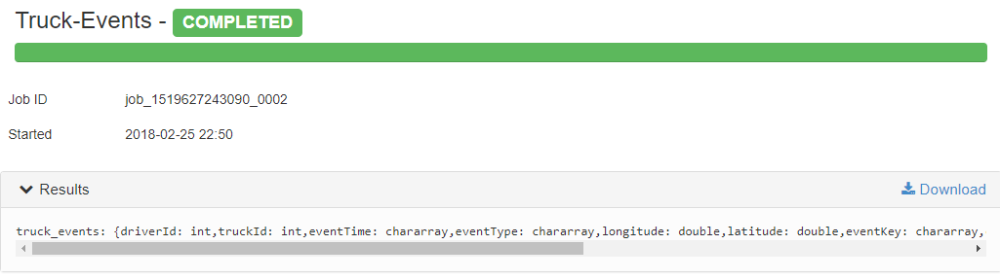 Truck-Events - COMPLETED
Job ID job_1519627243090_0002
Started 2018-02-25 22:50
Results Download
truck_events: {driverId: int,truckId: int,eventTime: chararray,eventType: chararray,longitude: double,latitude: double,eventKey: chararray,